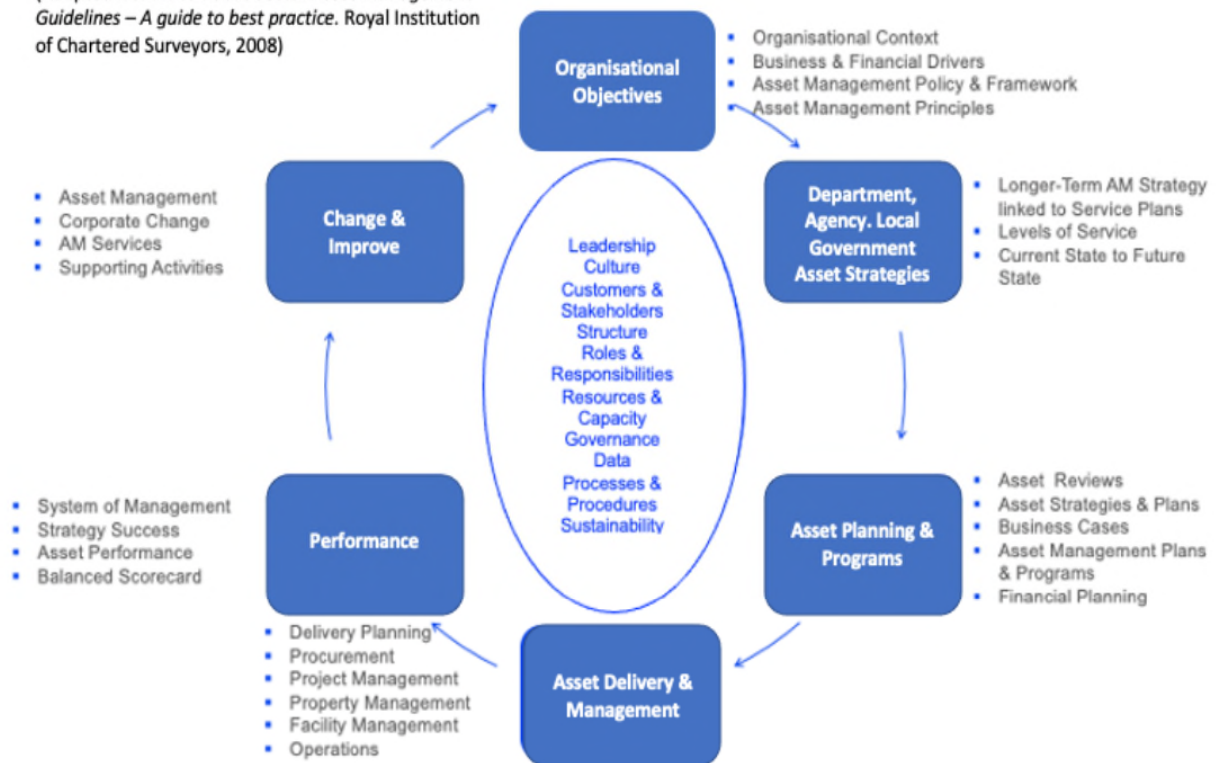 Guidelines – A guide to best practice. Royal Institution
of Chartered Surveyors, 2008)
Organisational
Objectives
Organisational Context
Business & Financial Drivers
Asset Management Policy & Framework
Asset Management Principles
Department,
Agency. Local
Government
Asset Strategies
Longer-Term AM Strategy
linked to Service Plans
Levels of Service
Current State to Future
State
Asset Planning &
Programs
Asset Reviews
Asset Strategies & Plans
Business Cases
Asset Management Plans
& Programs
Financial Planning
Asset Delivery &
Management
Delivery Planning
Procurement
Project Management
Property Management
Facility Management
Operations
Performance
System of Management
Strategy Success
Asset Performance
Balanced Scorecard
Change &
Improve
Asset Management
Corporate Change
AM Services
Supporting Activities
Leadership
Culture
Customers &
Stakeholders
Structure
Roles &
Responsibilities
Resources &
Capacity
Governance
Data
Processes &
Procedures
Sustainability